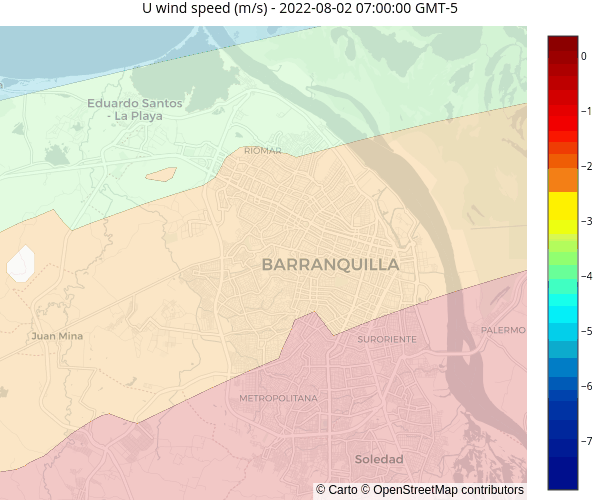 U wind speed (m/s) - 2022-08-02 07:00:00 GMT-5
Eduardo Santos
- La Playa
RIOMAR
BARRANQUILLA
Juan Mina
SURORIENTE
PALERMO
METROPOLITANA
Soledad
© Carto © OpenStreetMap contributors
0
−1
−2
−3
−4
−5
−6
−7